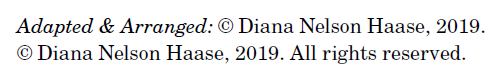 Adapted & Arranged: © Diana Nelson Haase, 2019.
© Diana Nelson Haase, 2019. All rights reserved.